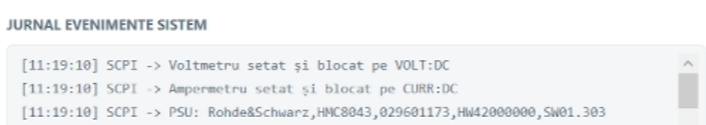 JURNAL EVENIMENTE SISTEM
[11:19:10] SCPI -> Voltmetru setat și blocat pe VOLT:DC
[11:19:10] SCPI -> Ampermetru setat și blocat pe CURR:DC
[11:19:10] SCPI -> PSU: Rohde&Schwarz,HMC8043,029601173,HW42000000,SW01.303